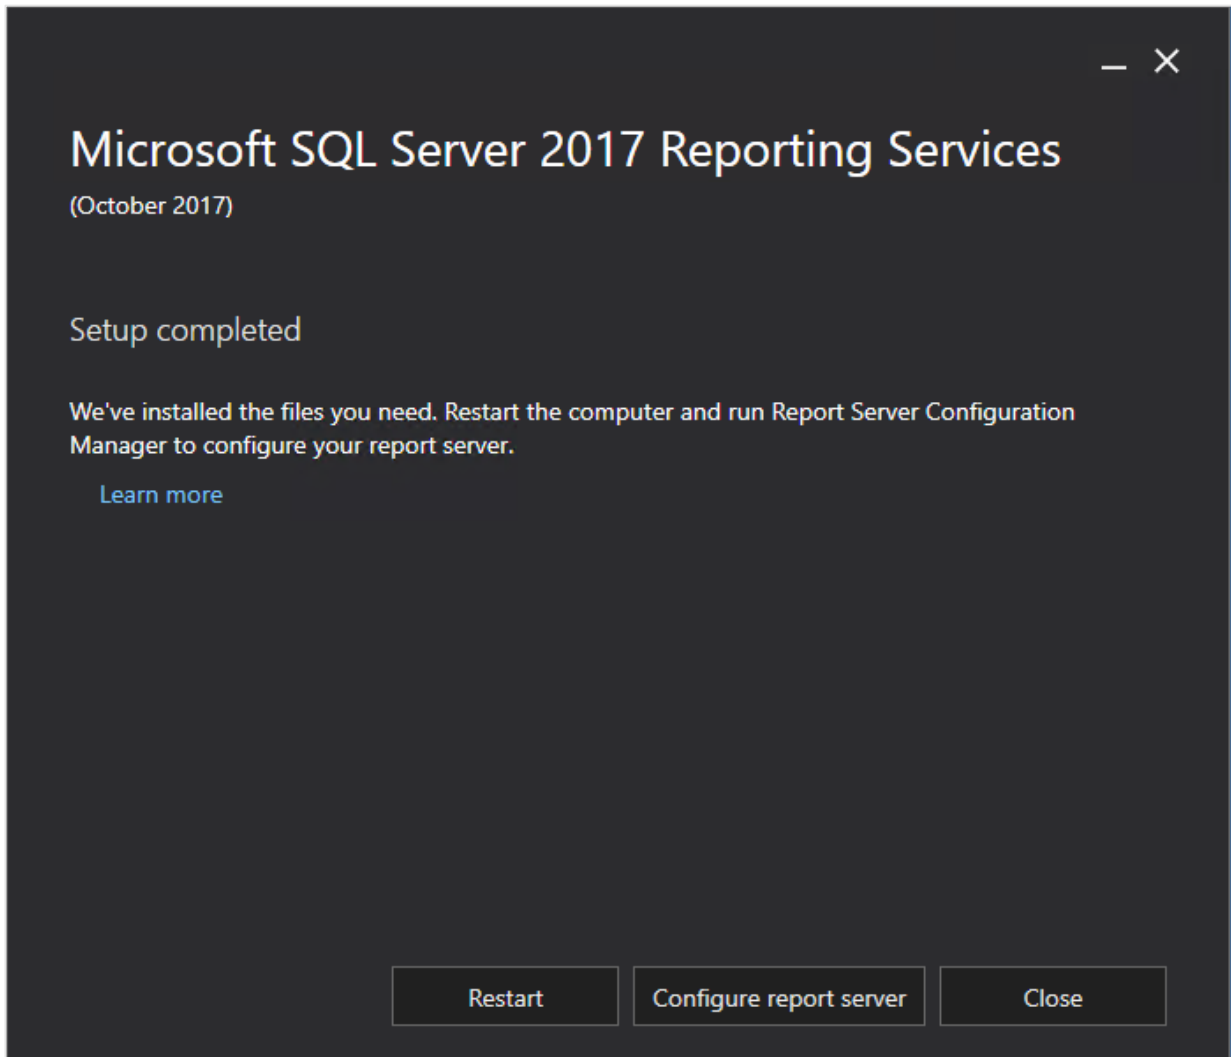 Microsoft SQL Server 2017 Reporting Services
(October 2017)
Setup completed
We've installed the files you need. Restart the computer and run Report Server Configuration
Manager to configure your report server.
Learn more
Restart
Configure report server
Close